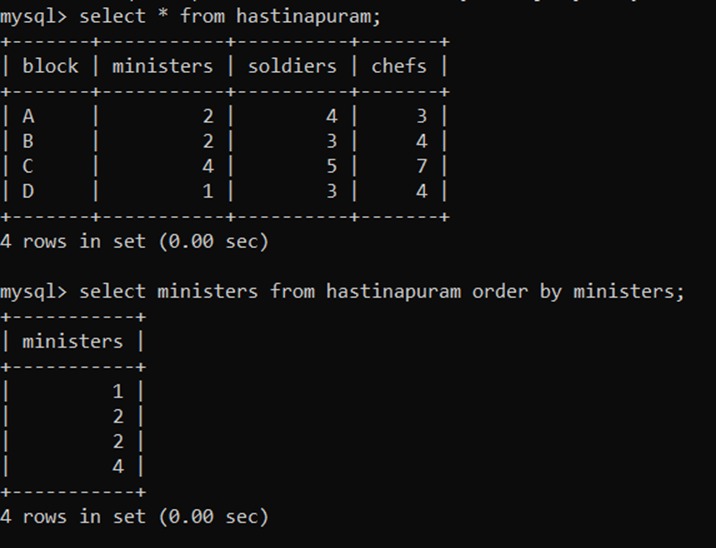 mysql> select * from hastinapuram;
+-------+-----------+----------+-------+
| block | ministers | soldiers | chefs |
+-------+-----------+----------+-------+
| A     |         2 |        4 |     3 |
| B     |         2 |        3 |     4 |
| C     |         4 |        5 |     7 |
| D     |         1 |        3 |     4 |
+-------+-----------+----------+-------+
4 rows in set (0.00 sec)

mysql> select ministers from hastinapuram order by ministers;
+-----------+
| ministers |
+-----------+
|         1 |
|         2 |
|         2 |
|         4 |
+-----------+
4 rows in set (0.00 sec)